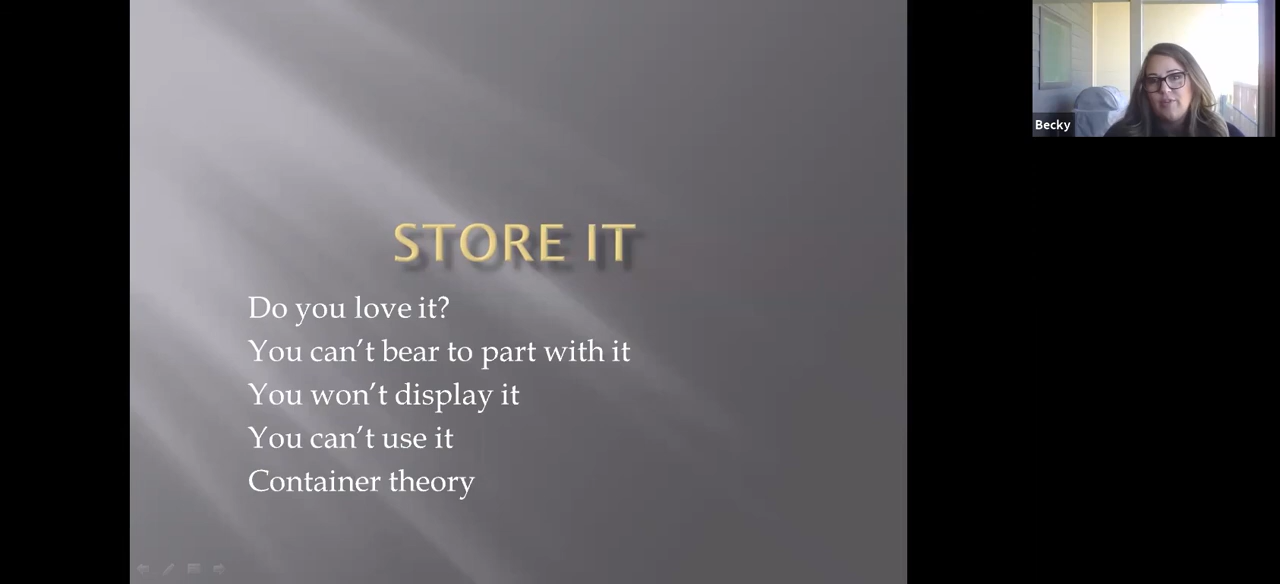 STORE IT
Do you love it?
You can’t bear to part with it
You won’t display it
You can’t use it
Container theory
Becky